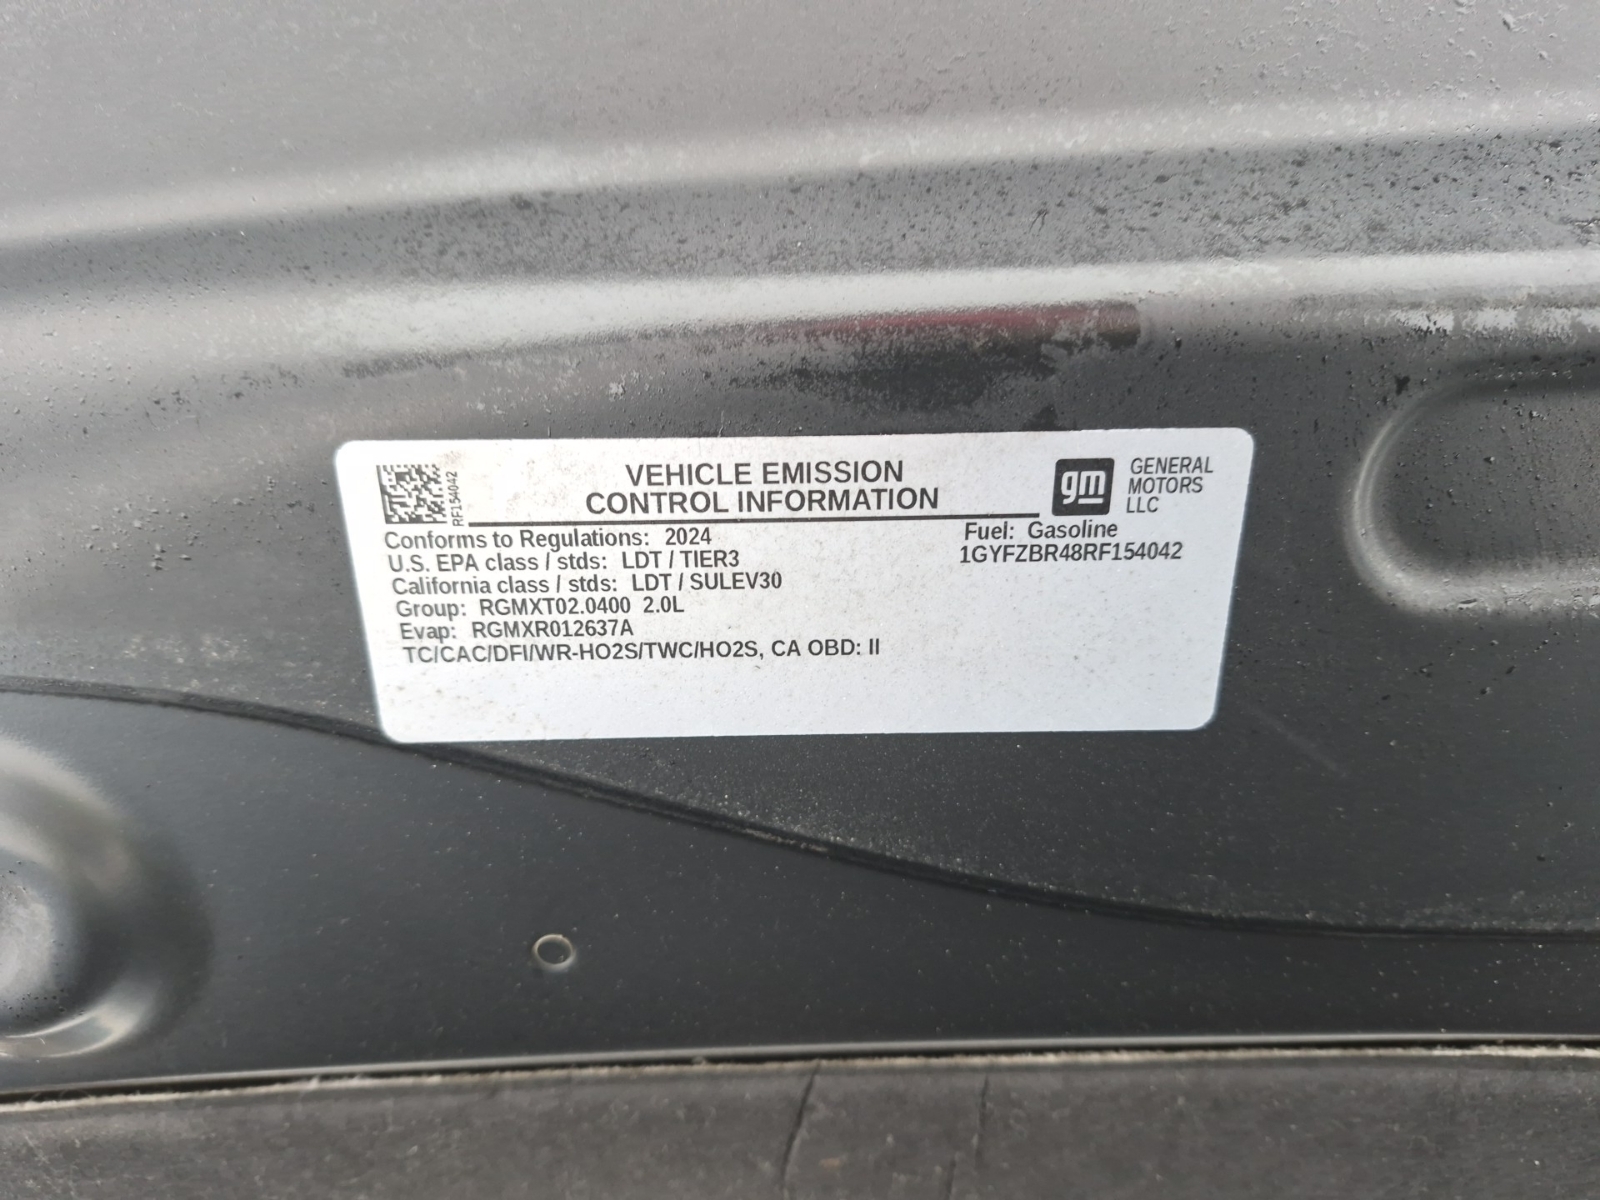 RF154042
VEHICLE EMISSION
CONTROL INFORMATION
gm
GENERAL
MOTORS
LLC
Conforms to Regulations: 2024
U.S. EPA class / stds: LDT / TIER3
California class / stds: LDT / SULEV30
Group: RGMXT02.0400 2.0L
Evap: RGMXR012637A
TC/CAC/DFI/WR-HO2S/TWC/HO2S, CA OBD: II
Fuel: Gasoline
1GYFZBR48RF154042